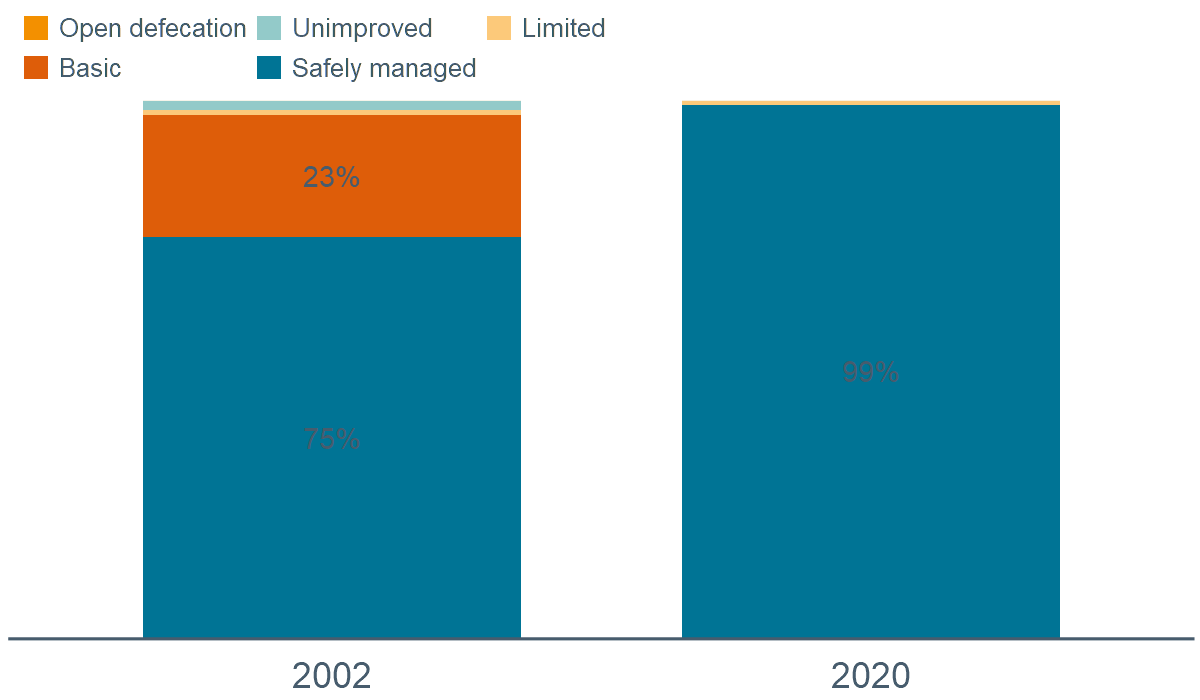 Open defecation Unimproved Limited
Basic Safely managed
23%
99%
75%
2002 2020